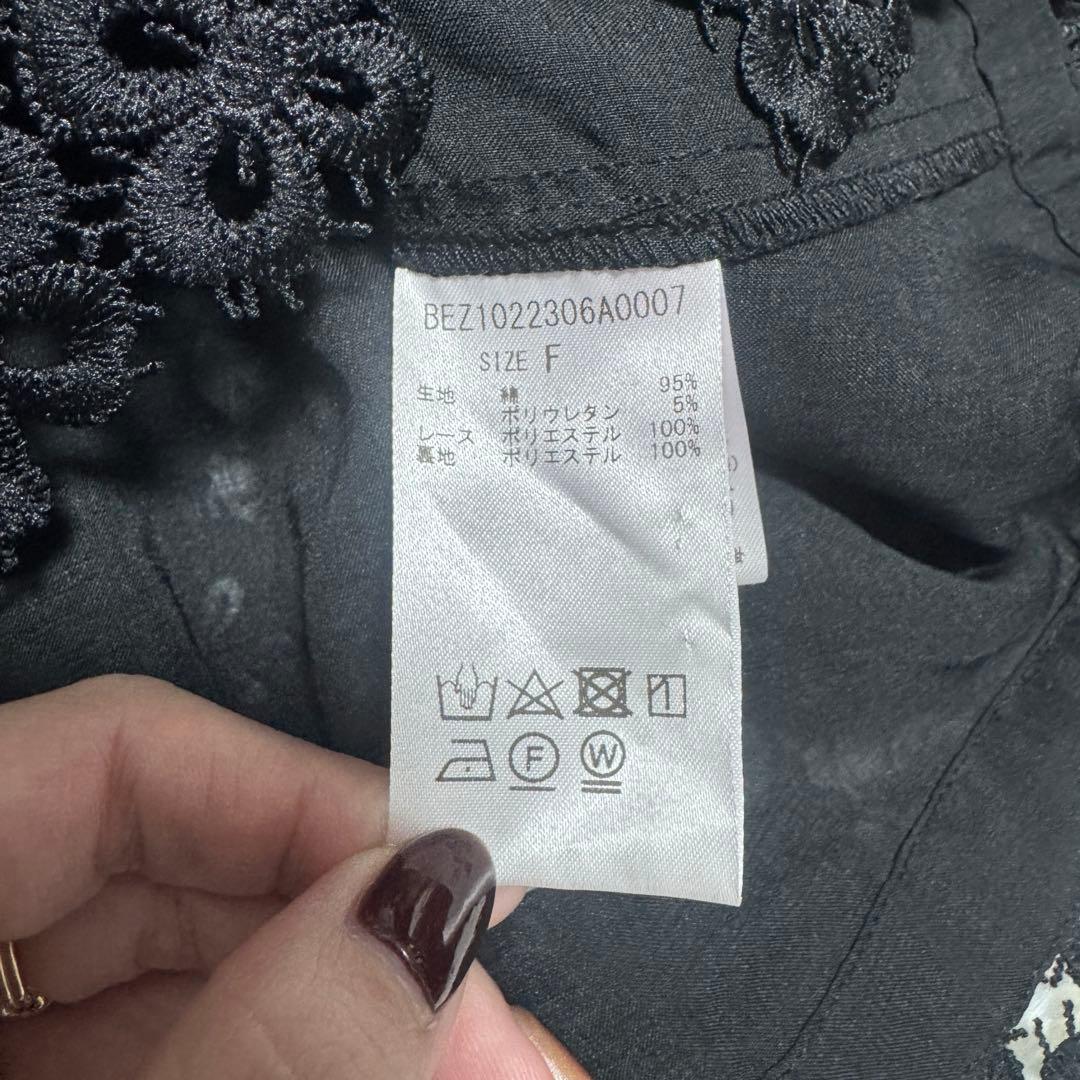 BEZ1022306A0007
SIZE F
生地 綿 95%
ポリウレタン 5%
レース ポリエステル 100%
裏地 ポリエステル 100%
F W